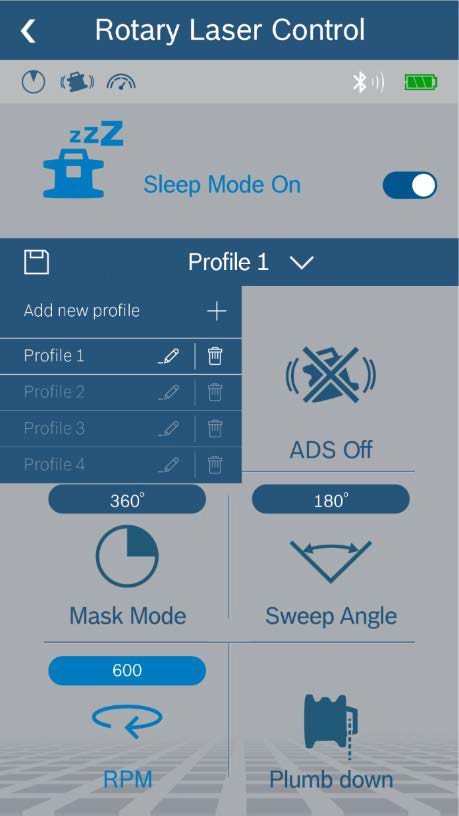 Rotary Laser Control
zzZ
Sleep Mode On
Profile 1
Add new profile
Profile 1
Profile 2
Profile 3
Profile 4
ADS Off
360°
180°
Mask Mode
Sweep Angle
600
RPM
Plumb down